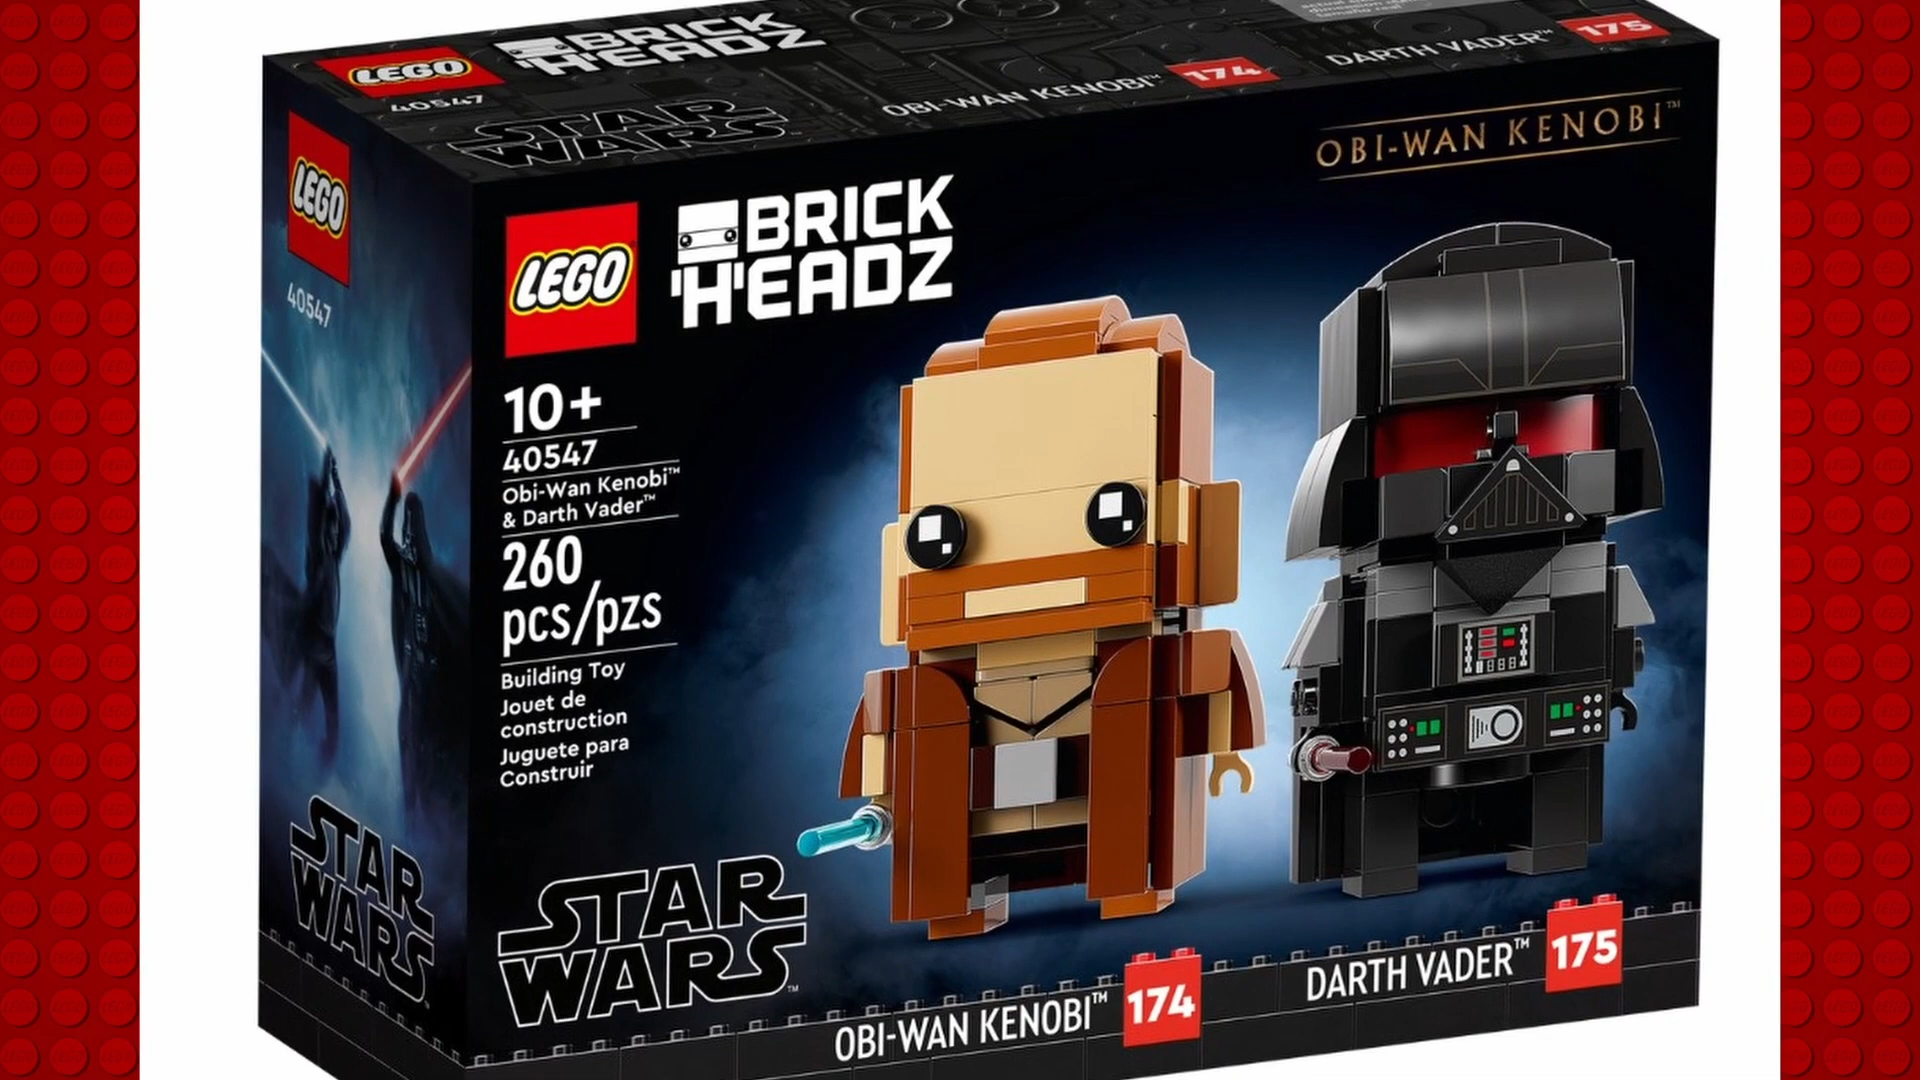 LEGO
BRICK
HEADZ
40547
STAR
WARS
OBI-WAN KENOBI™ 174
DARTH VADER™ 175
LEGO
40547
STAR
WARS
OBI-WAN KENOBI™
LEGO
BRICK
'H'EADZ
10+
40547
Obi-Wan Kenobi™
& Darth Vader™
260
pcs/pzs
Building Toy
Jouet de
construction
Juguete para
Construir
STAR
WARS™
OBI-WAN KENOBI™ 174
DARTH VADER™ 175